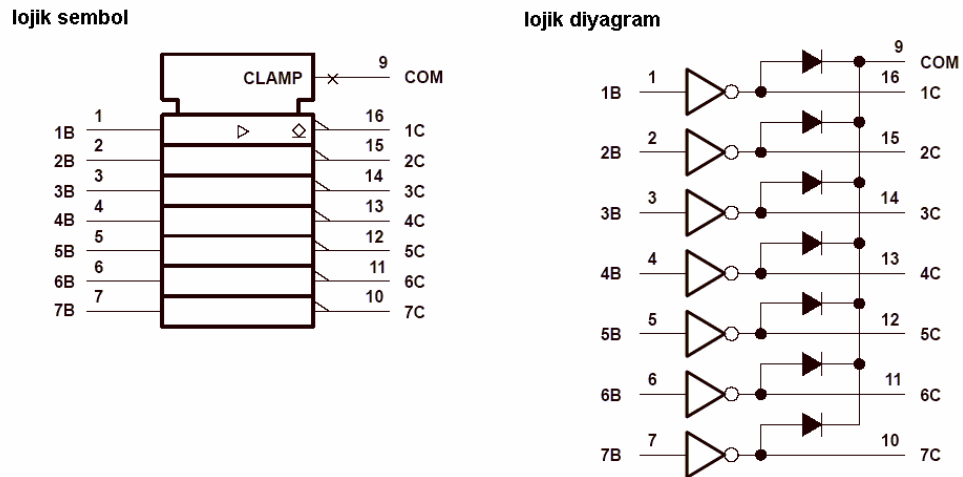 lojik sembol
CLAMP
9
COM
1B
1
16
1C
2B
2
15
2C
3B
3
14
3C
4B
4
13
4C
5B
5
12
5C
6B
6
11
6C
7B
7
10
7C
lojik diyagram
9
COM
1B
1
16
1C
2B
2
15
2C
3B
3
14
3C
4B
4
13
4C
5B
5
12
5C
6B
6
11
6C
7B
7
10
7C